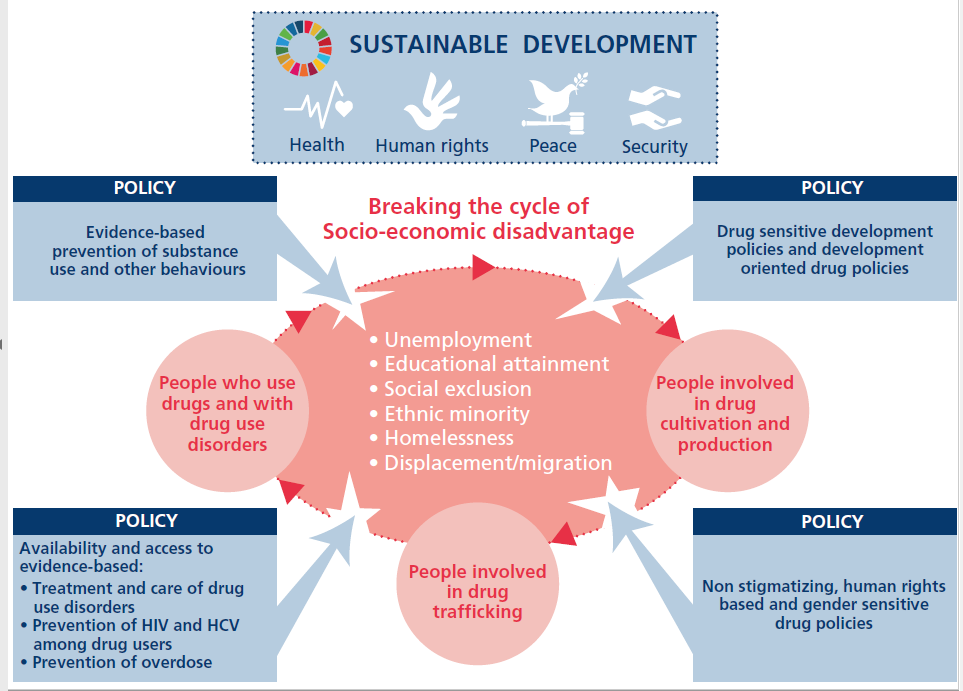 SUSTAINABLE DEVELOPMENT
Health
Human rights
Peace
Security
POLICY
Evidence-based
prevention of substance
use and other behaviours
Breaking the cycle of
Socio-economic disadvantage
POLICY
Drug sensitive development
policies and development
oriented drug policies
• Unemployment
• Educational attainment
• Social exclusion
• Ethnic minority
• Homelessness
• Displacement/migration
People who use
drugs and with
drug use
disorders
People involved
in drug
cultivation and
production
People involved
in drug
trafficking
POLICY
Availability and access to
evidence-based:
• Treatment and care of drug
use disorders
• Prevention of HIV and HCV
among drug users
• Prevention of overdose
POLICY
Non stigmatizing, human rights
based and gender sensitive
drug policies